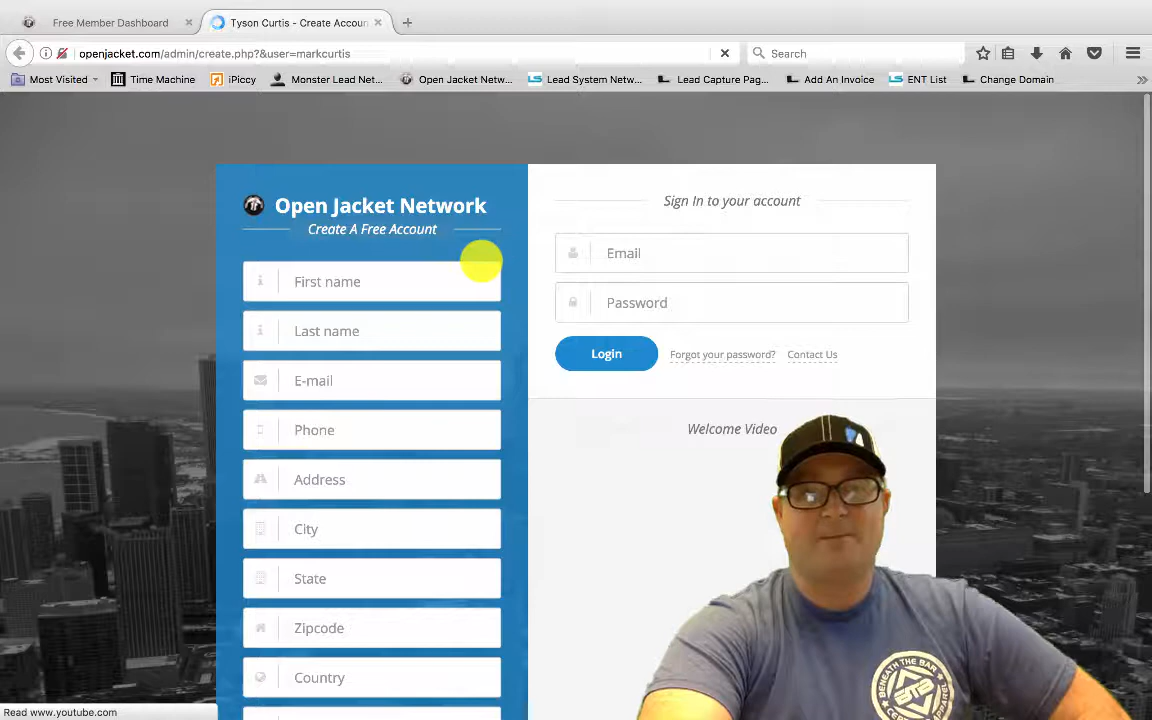 Free Member Dashboard
Tyson Curtis - Create Accoun
openjacket.com/admin/create.php?&user=markcurtis
Search
Most Visited
Time Machine
iPiccy
Monster Lead Net...
Open Jacket Netw...
Lead System Netw...
Lead Capture Pag...
Add An Invoice
ENT List
Change Domain
Open Jacket Network
Create A Free Account
First name
Last name
E-mail
Phone
Address
City
State
Zipcode
Country
Sign In to your account
Email
Password
Login
Forgot your password?
Contact Us
Welcome Video
BENEATH THE BAR
Read www.youtube.com